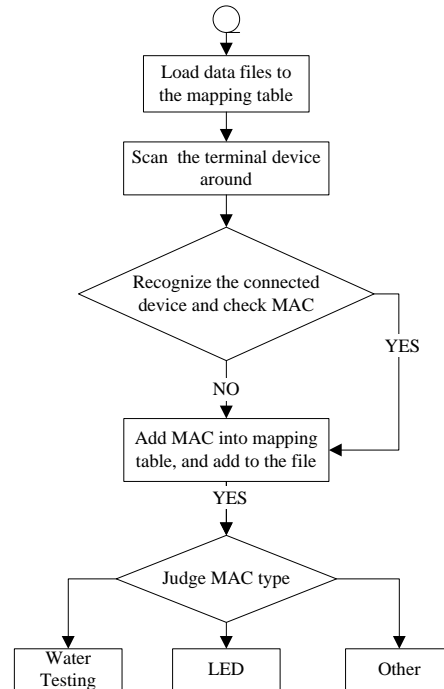 Load data files to
the mapping table
Scan the terminal device
around
Recognize the connected
device and check MAC
YES
NO
Add MAC into mapping
table, and add to the file
YES
Judge MAC type
Water
Testing
LED
Other